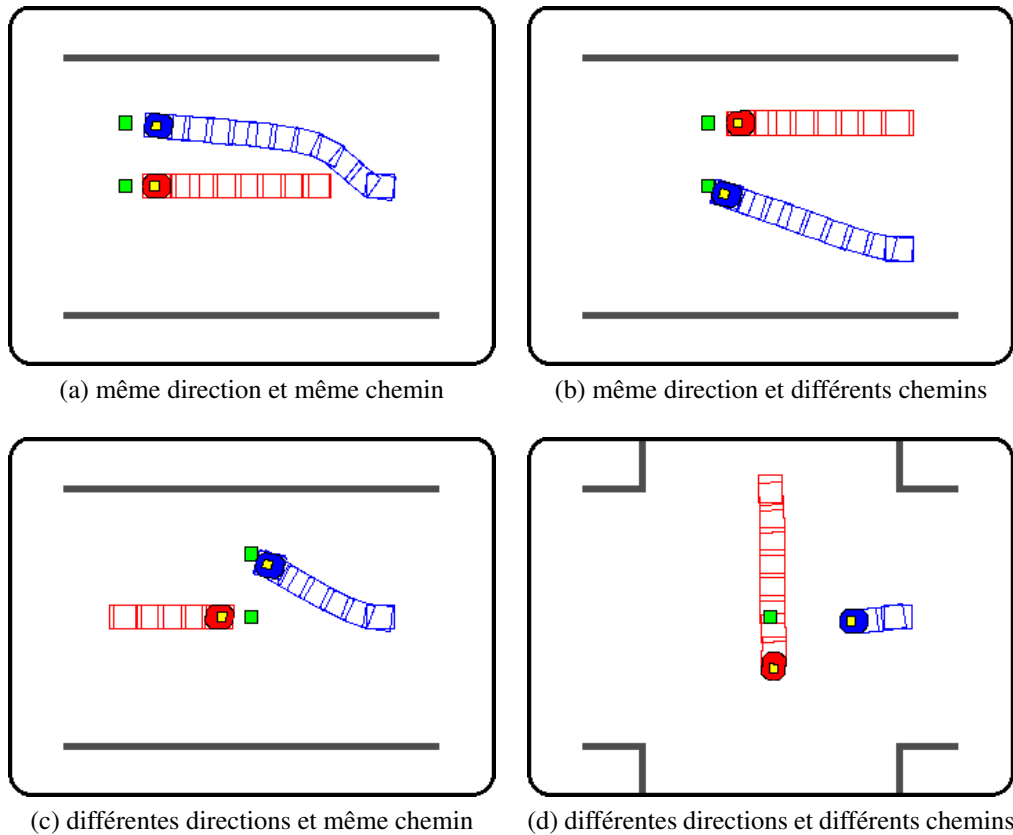 (a) même direction et même chemin
(b) même direction et différents chemins
(c) différentes directions et même chemin
(d) différentes directions et différents chemins